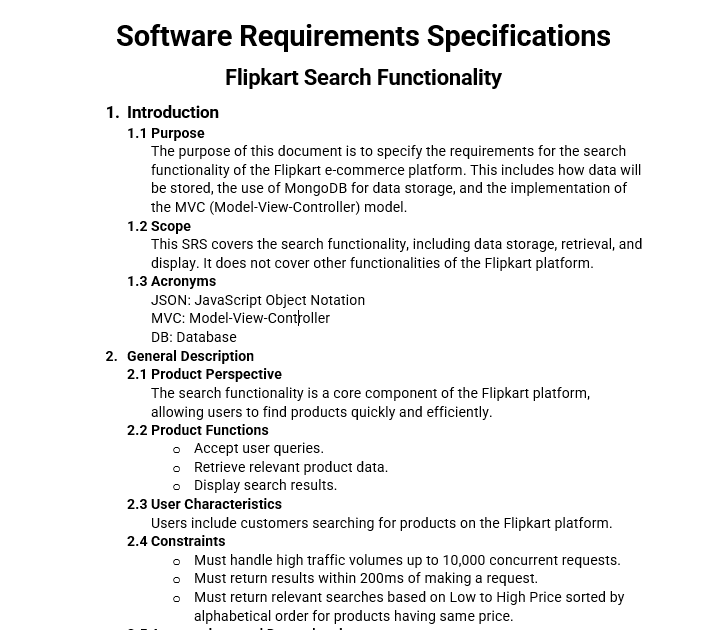 Software Requirements Specifications
Flipkart Search Functionality
1. Introduction
1.1 Purpose
The purpose of this document is to specify the requirements for the search
functionality of the Flipkart e-commerce platform. This includes how data will
be stored, the use of MongoDB for data storage, and the implementation of
the MVC (Model-View-Controller) model.
1.2 Scope
This SRS covers the search functionality, including data storage, retrieval, and
display. It does not cover other functionalities of the Flipkart platform.
1.3 Acronyms
JSON: JavaScript Object Notation
MVC: Model-View-Controller
DB: Database
2. General Description
2.1 Product Perspective
The search functionality is a core component of the Flipkart platform,
allowing users to find products quickly and efficiently.
2.2 Product Functions
o Accept user queries.
o Retrieve relevant product data.
o Display search results.
2.3 User Characteristics
Users include customers searching for products on the Flipkart platform.
2.4 Constraints
o Must handle high traffic volumes up to 10,000 concurrent requests.
o Must return results within 200ms of making a request.
o Must return relevant searches based on Low to High Price sorted by
alphabetical order for products having same price.